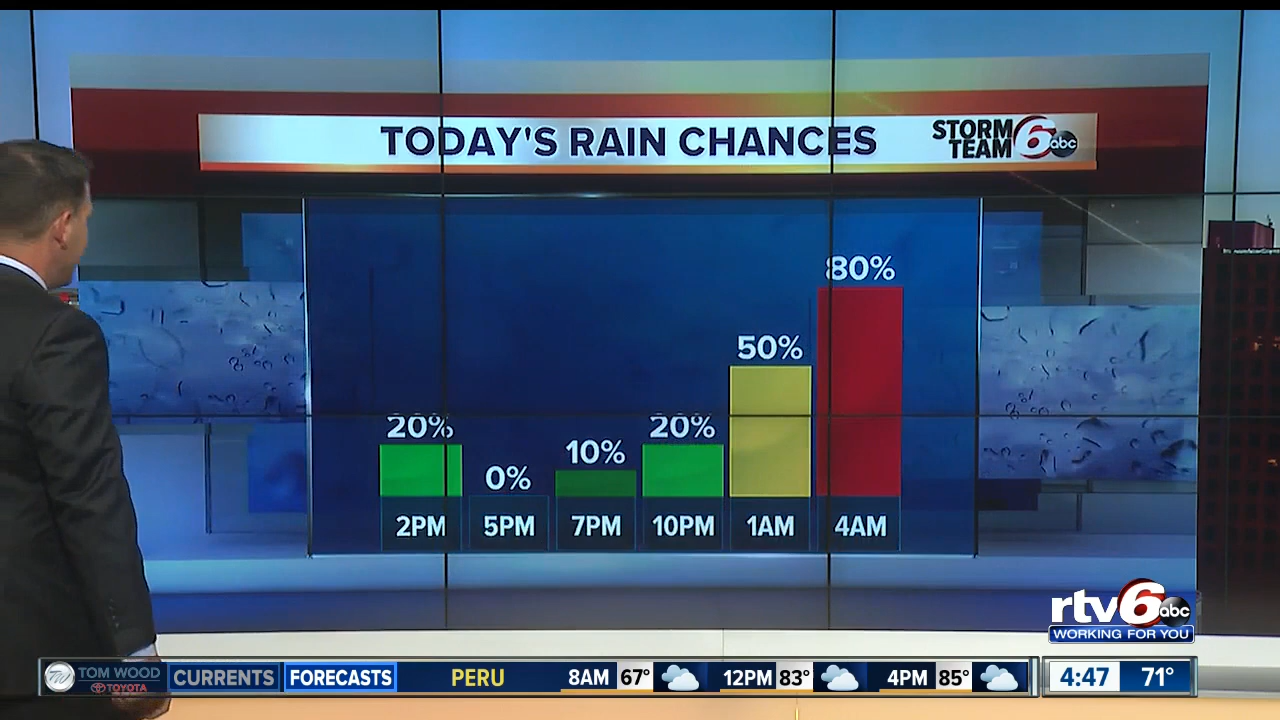 TODAY'S RAIN CHANCES
STORM
TEAM 6 abc
80%
50%
20%
20%
10%
0%
2PM 5PM 7PM 10PM 1AM 4AM
rtv6 abc
WORKING FOR YOU
TOM WOOD
TOYOTA
CURRENTS FORECASTS PERU 8AM 67° 12PM 83° 4PM 85° 4:47 71°